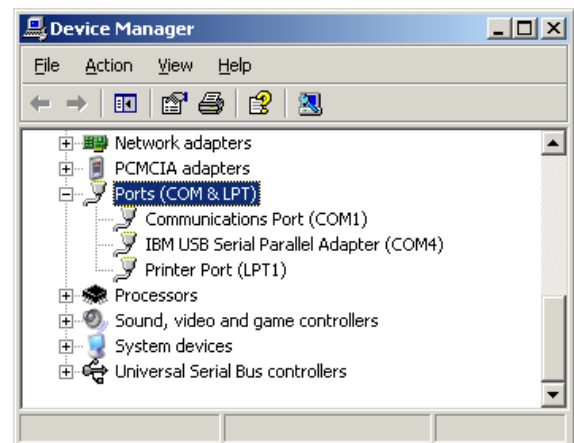 Device Manager
File Action View Help
Network adapters
PCMCIA adapters
Ports (COM & LPT)
Communications Port (COM1)
IBM USB Serial Parallel Adapter (COM4)
Printer Port (LPT1)
Processors
Sound, video and game controllers
System devices
Universal Serial Bus controllers